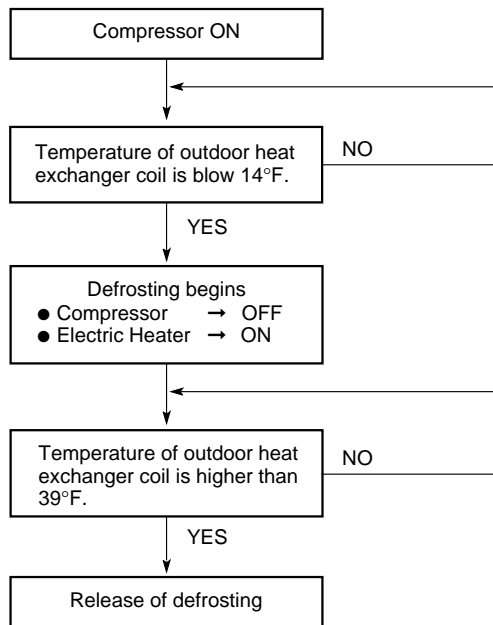 Compressor ON
Temperature of outdoor heat
exchanger coil is blow 14°F.
NO
YES
Defrosting begins
● Compressor → OFF
● Electric Heater → ON
Temperature of outdoor heat
exchanger coil is higher than
39°F.
NO
YES
Release of defrosting